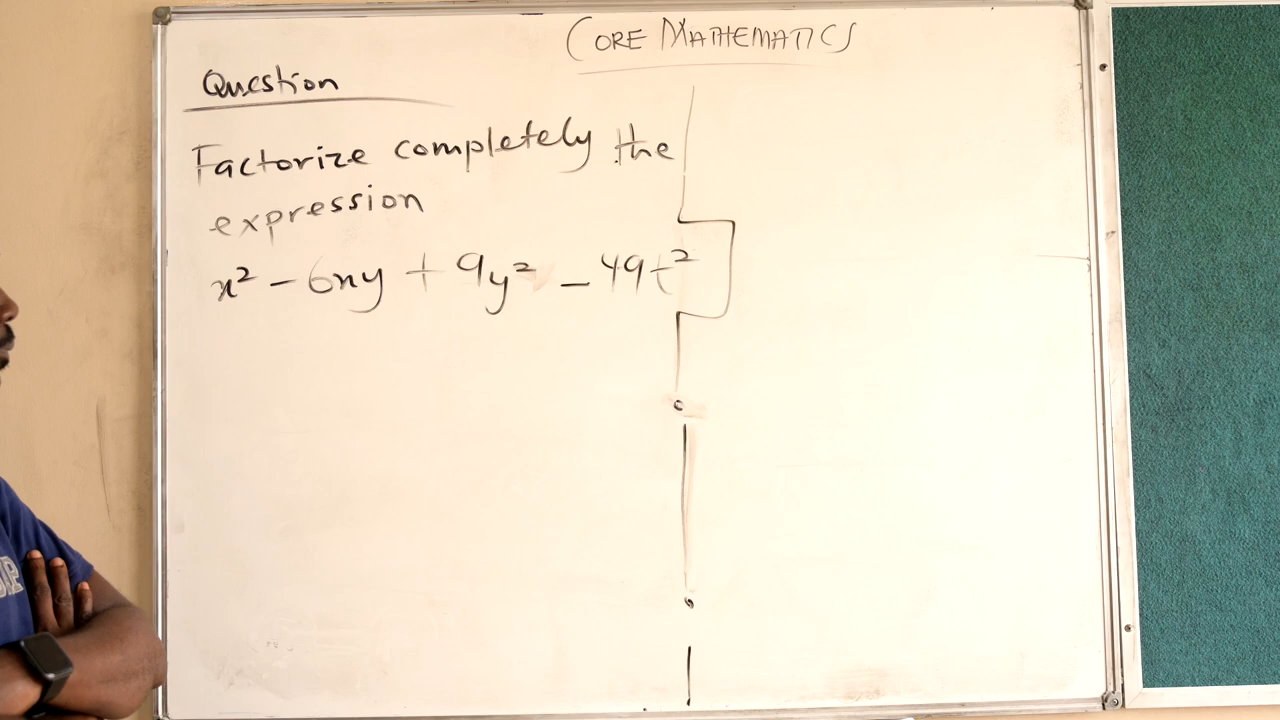 CORE MATHEMATICS
Question
Factorize completely the
expression
x² - 6xy + 9y² - 49t²